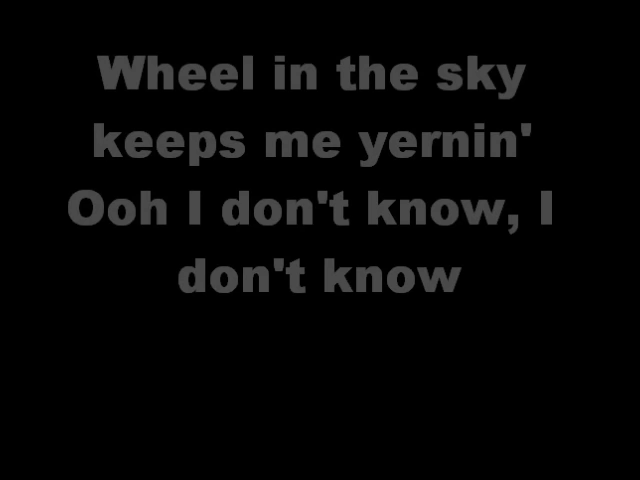 Wheel in the sky
keeps me yernin'
Ooh I don't know, I
don't know